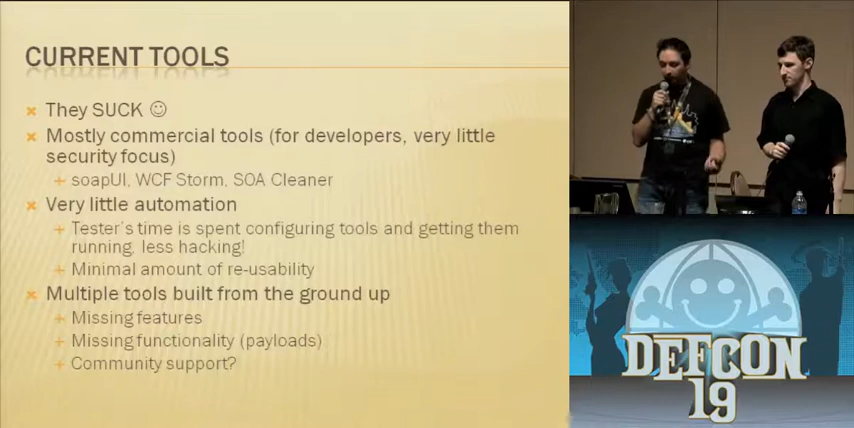 CURRENT TOOLS
They SUCK ☺
Mostly commercial tools (for developers, very little
security focus)
soapUI, WCF Storm, SOA Cleaner
Very little automation
Tester's time is spent configuring tools and getting them
running, less hacking!
Minimal amount of re-usability
Multiple tools built from the ground up
Missing features
Missing functionality (payloads)
Community support?
DEFCON
19